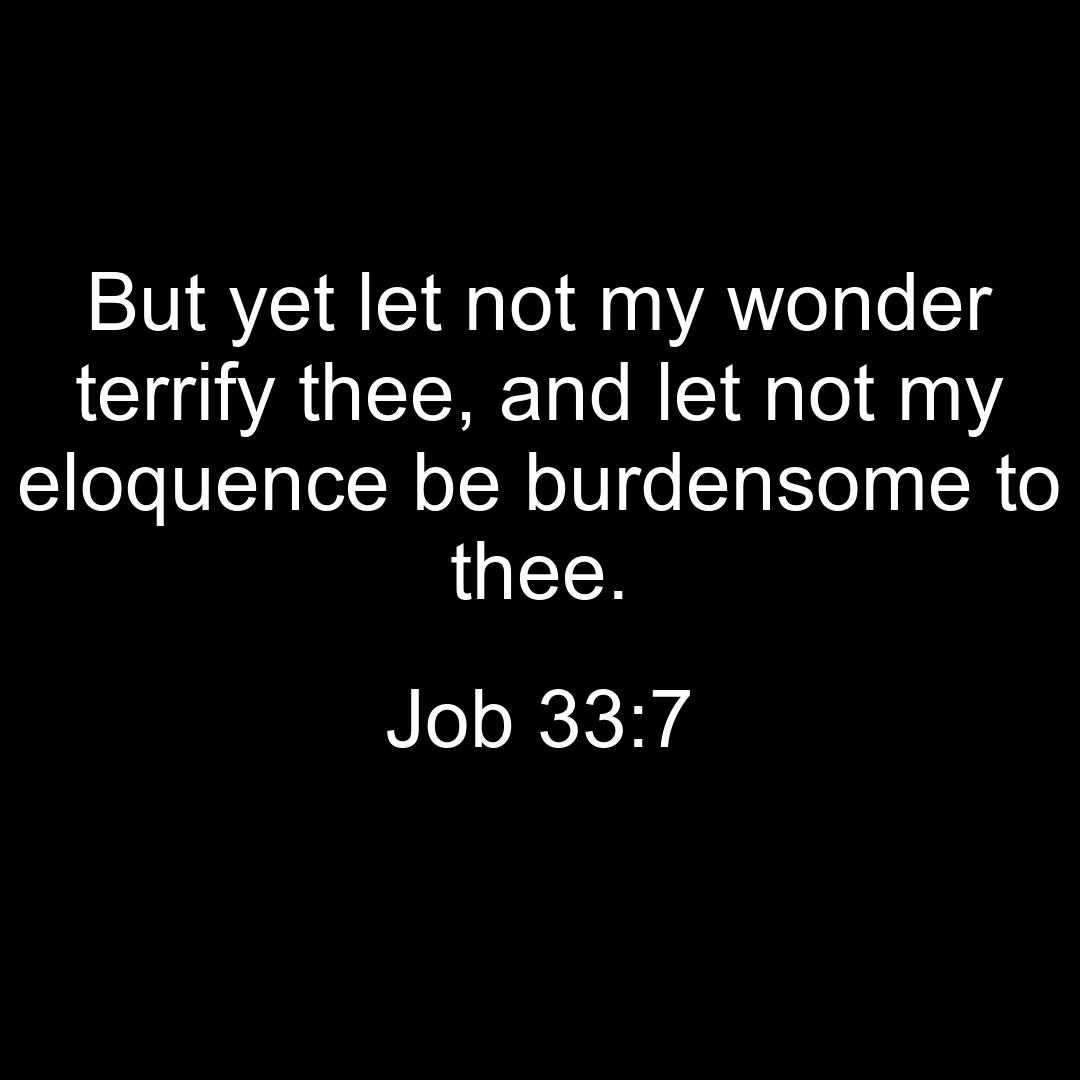 But yet let not my wonder
terrify thee, and let not my
eloquence be burdensome to
thee.
Job 33:7